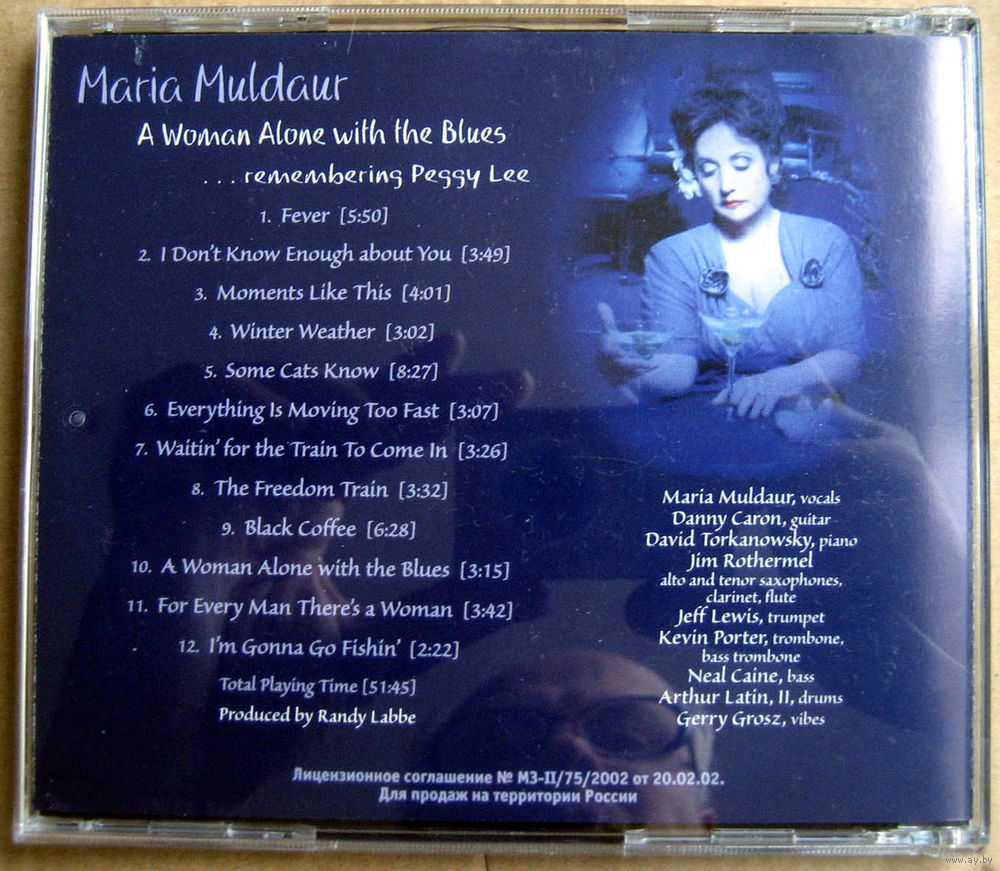 Maria Muldaur
A Woman Alone with the Blues
...remembering Peggy Lee
1. Fever [5:50]
2. I Don't Know Enough about You [3:49]
3. Moments Like This [4:01]
4. Winter Weather [3:02]
5. Some Cats Know [8:27]
6. Everything Is Moving Too Fast [3:07]
7. Waitin' for the Train To Come In [3:26]
8. The Freedom Train [3:32]
9. Black Coffee [6:28]
10. A Woman Alone with the Blues [3:15]
11. For Every Man There's a Woman [3:42]
12. I'm Gonna Go Fishin' [2:22]
Total Playing Time [51:45]
Produced by Randy Labbe
Maria Muldaur, vocals
Danny Caron, guitar
David Torkanowsky, piano
Jim Rothermel
alto and tenor saxophones,
clarinet, flute
Jeff Lewis, trumpet
Kevin Porter, trombone,
bass trombone
Neal Caine, bass
Arthur Latin, II, drums
Gerry Grosz, vibes
Лицензионное соглашение № МЗ-II/75/2002 от 20.02.02.
Для продаж на территории России
www.ay.by